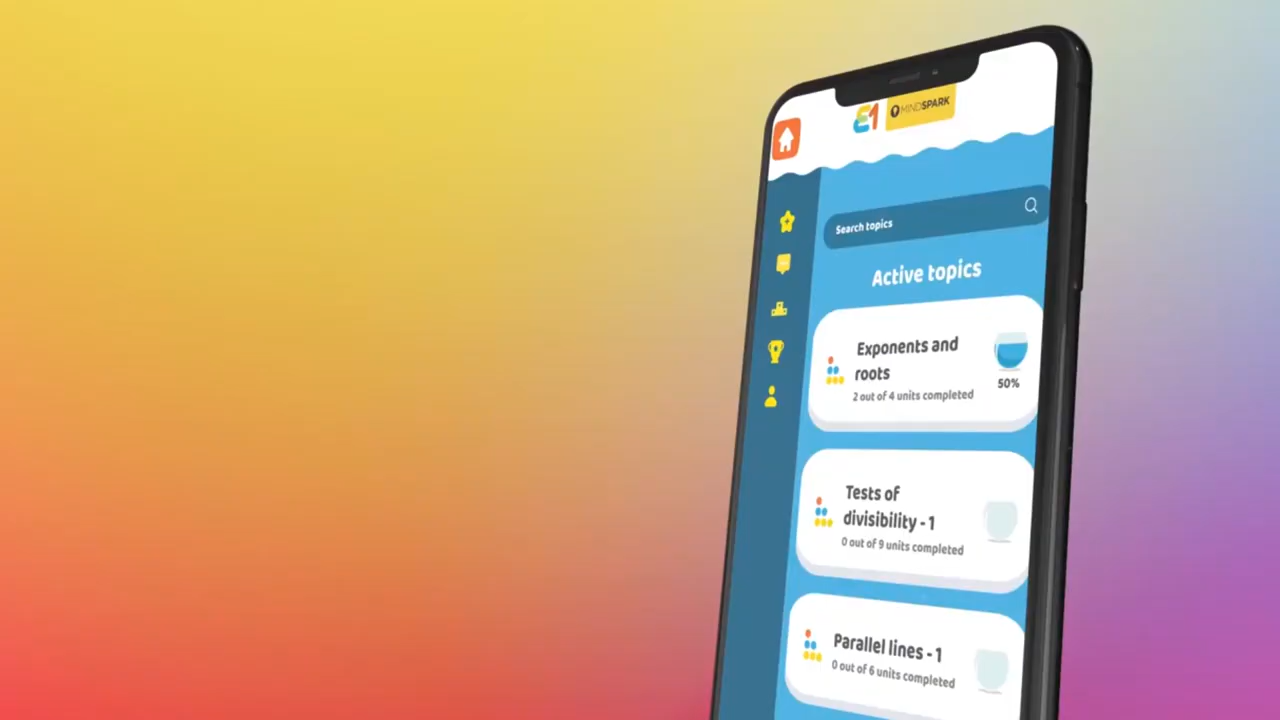 MINDSPARK
Search topics
Active topics
Exponents and
roots
2 out of 4 units completed
50%
Tests of
divisibility - 1
0 out of 9 units completed
Parallel lines - 1
0 out of 6 units completed